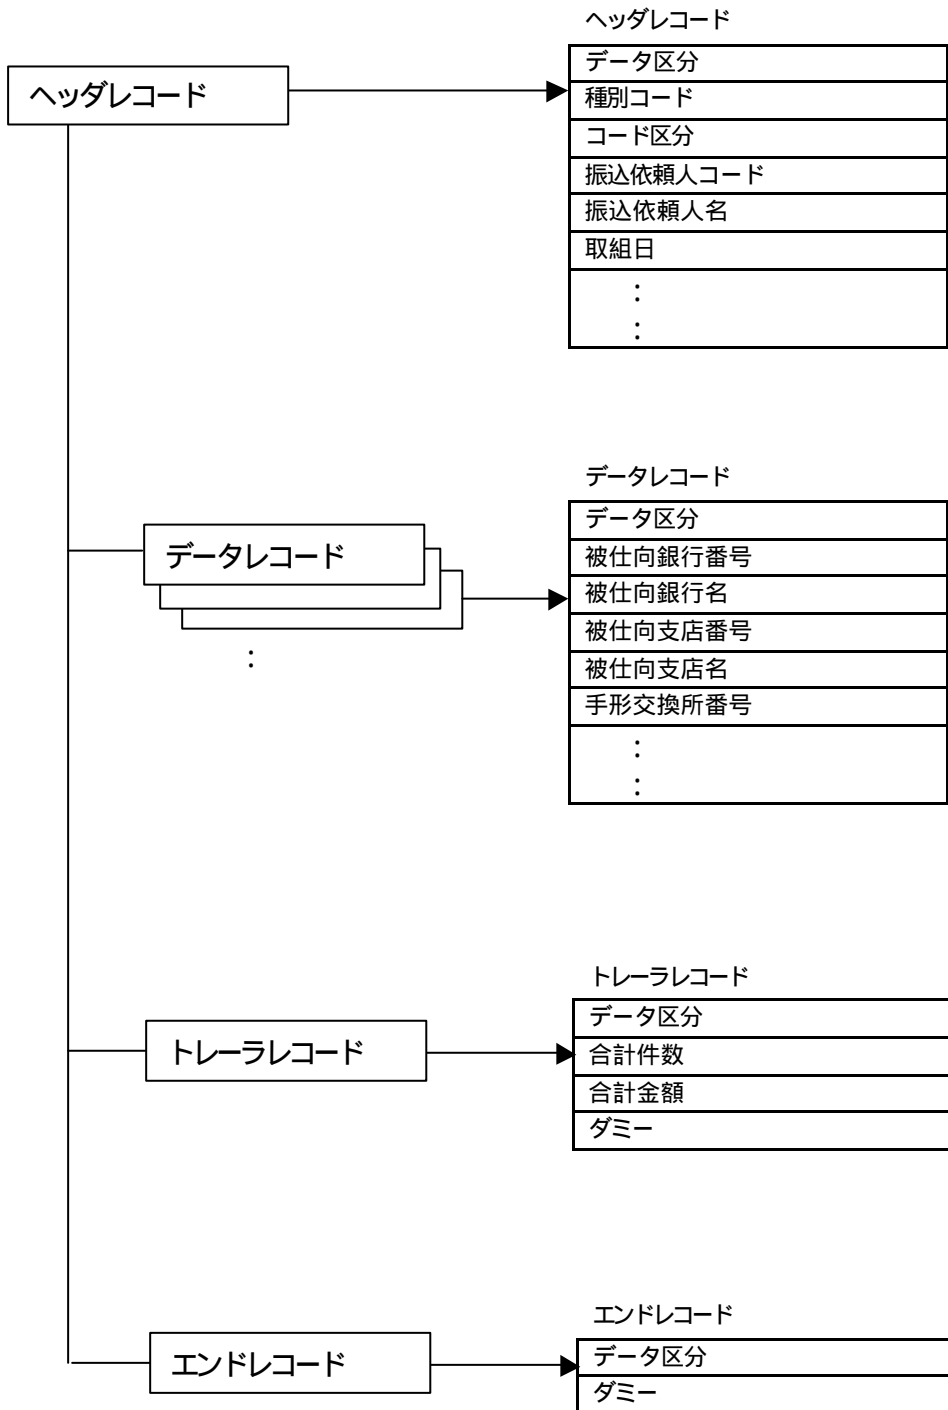 ヘッダレコード
ヘッダレコード
データ区分
種別コード
コード区分
振込依頼人コード
振込依頼人名
取組日
:
:
データレコード
:
データレコード
データ区分
被仕向銀行番号
被仕向銀行名
被仕向支店番号
被仕向支店名
手形交換所番号
:
:
トレーラレコード
トレーラレコード
データ区分
合計件数
合計金額
ダミー
エンドレコード
エンドレコード
データ区分
ダミー